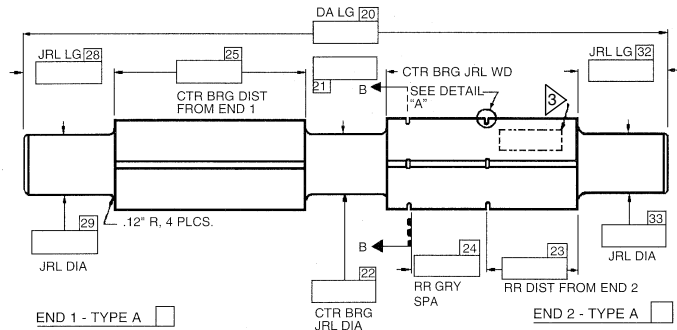 DA LG 20
JRL LG 28
25
21
CTR BRG JRL WD
JRL LG 32
CTR BRG DIST
FROM END 1
B
SEE DETAIL
"A"
3
.12" R, 4 PLCS.
29
JRL DIA
B
22
CTR BRG
JRL DIA
24
RR GRY
SPA
23
RR DIST FROM END 2
33
JRL DIA
END 1 - TYPE A
END 2 - TYPE A